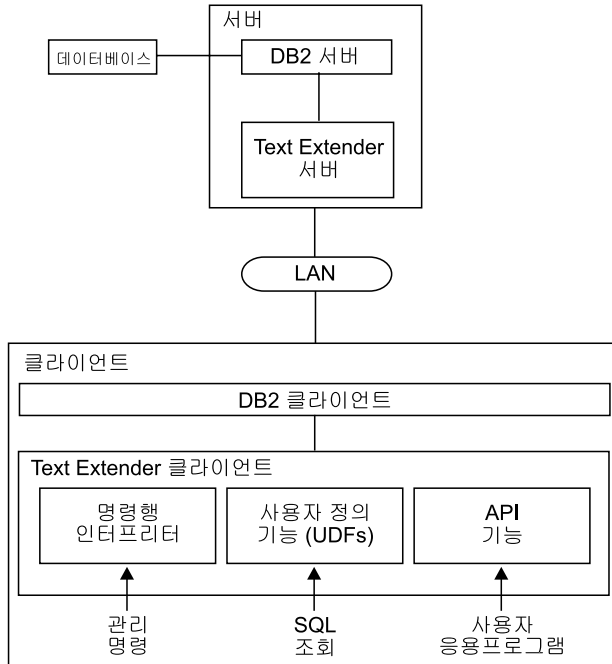 서버
데이터베이스
DB2 서버
Text Extender
서버
LAN
클라이언트
DB2 클라이언트
Text Extender 클라이언트
명령행
인터프리터
사용자 정의
기능 (UDFs)
API
기능
관리
명령
SQL
조회
사용자
응용프로그램